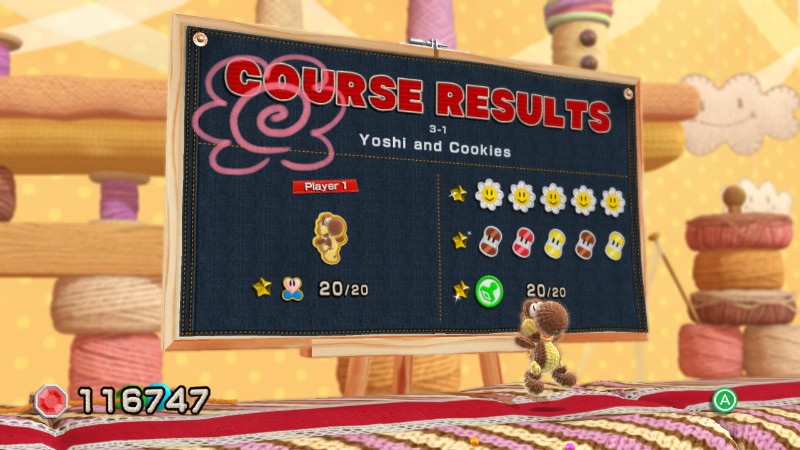 COURSE RESULTS
3-1
Yoshi and Cookies
Player 1
20/20
20/20
116747
A